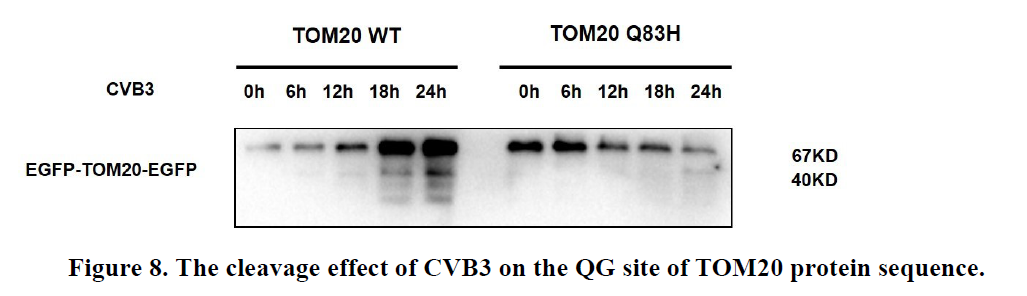 TOM20 WT TOM20 Q83H
CVB3 0h 6h 12h 18h 24h 0h 6h 12h 18h 24h
EGFP-TOM20-EGFP 67KD
40KD
Figure 8. The cleavage effect of CVB3 on the QG site of TOM20 protein sequence.